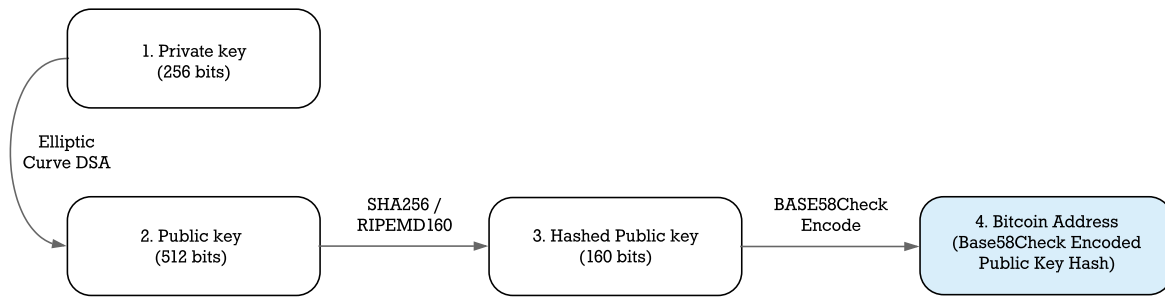 1. Private key
(256 bits)
Elliptic
Curve DSA
2. Public key
(512 bits)
SHA256 /
RIPEMD160
3. Hashed Public key
(160 bits)
BASE58Check
Encode
4. Bitcoin Address
(Base58Check Encoded
Public Key Hash)